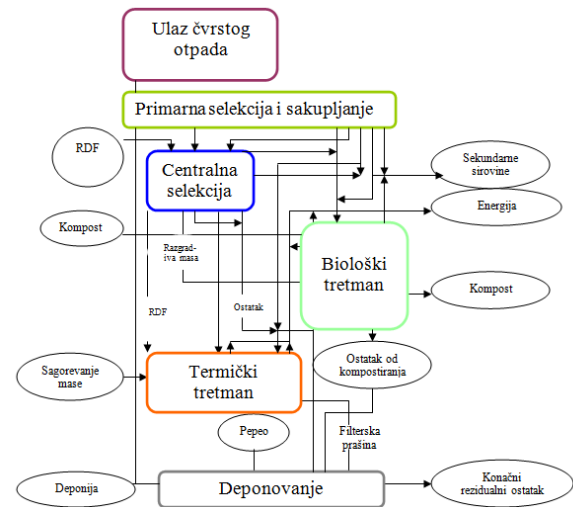 Ulaz čvrstog
otpada
Primarna selekcija i sakupljanje
RDF
Centralna
selekcija
Sekundarne
sirovine
Energija
Kompost
Razgrad-
iva masa
Biološki
tretman
Kompost
RDF
Ostatak
Ostatak od
kompostiranja
Sagorevanje
mase
Termički
tretman
Pepeo
Filterska
prašina
Deponija
Deponovanje
Konačni
rezidualni ostatak